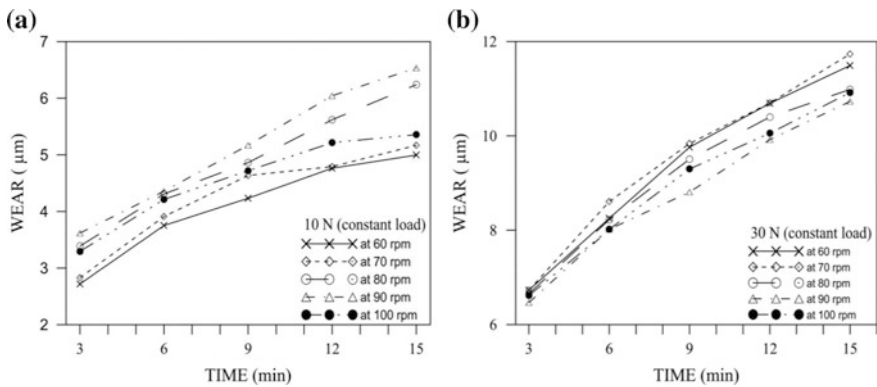 (a)
7
6
5
4
3
2
WEAR ( μm)
10 N (constant load)
at 60 rpm
at 70 rpm
at 80 rpm
at 90 rpm
at 100 rpm
3 6 9 12 15
TIME (min)
(b)
12
10
8
6
WEAR ( μm)
30 N (constant load)
at 60 rpm
at 70 rpm
at 80 rpm
at 90 rpm
at 100 rpm
3 6 9 12 15
TIME (min)